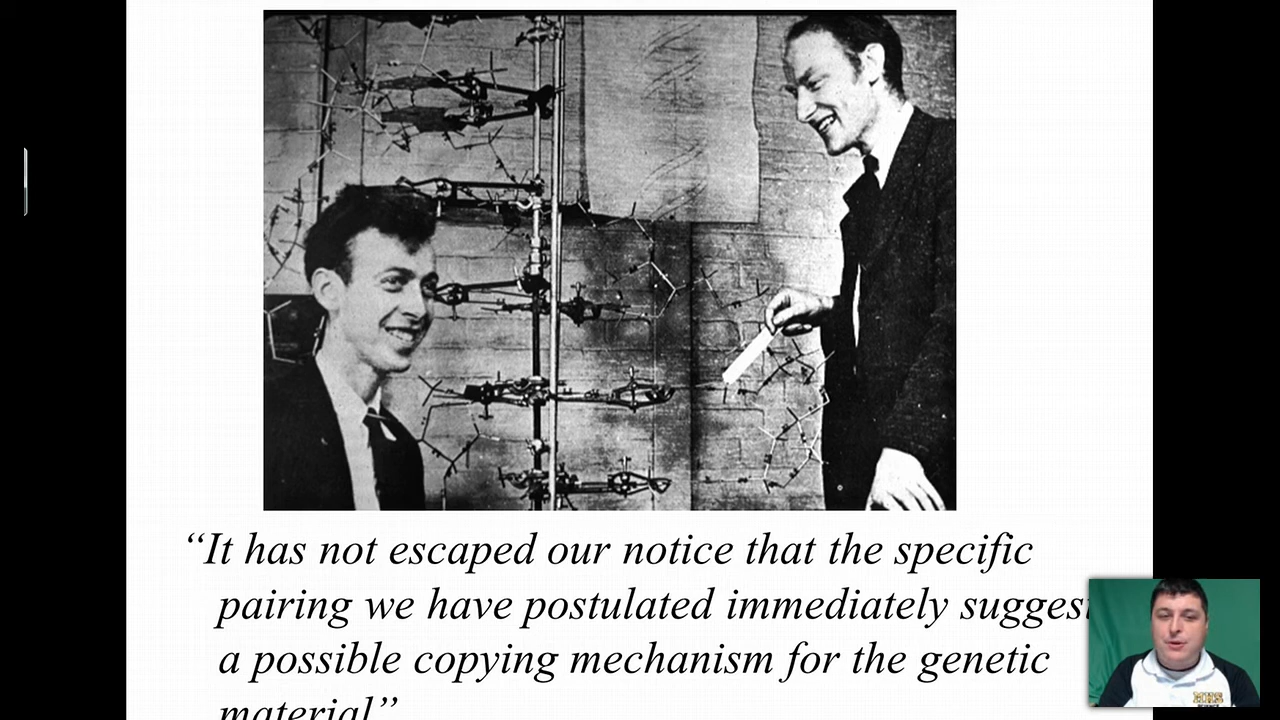 “It has not escaped our notice that the specific
pairing we have postulated immediately suggest
a possible copying mechanism for the genetic
material”
MHS